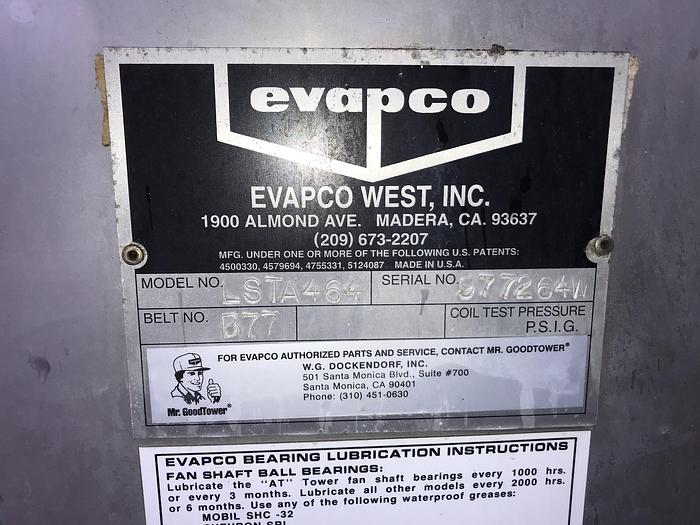 evapco
EVAPCO WEST, INC.
1900 ALMOND AVE. MADERA, CA. 93637
(209) 673-2207
MFG. UNDER ONE OR MORE OF THE FOLLOWING U.S. PATENTS:
4500330, 4579694, 4755331, 5124087 MADE IN U.S.A.
MODEL NO. LSTA464 SERIAL NO. 977264W
BELT NO. B77 COIL TEST PRESSURE
P.S.I.G.
FOR EVAPCO AUTHORIZED PARTS AND SERVICE, CONTACT MR. GOODTOWER®
W.G. DOCKENDORF, INC.
501 Santa Monica Blvd., Suite #700
Santa Monica, CA 90401
Phone: (310) 451-0630
Mr. GoodTower®
EVAPCO BEARING LUBRICATION INSTRUCTIONS
FAN SHAFT BALL BEARINGS:
Lubricate the "AT" Tower fan shaft bearings every 1000 hrs.
or every 3 months. Lubricate all other models every 2000 hrs.
or 6 months. Use any of the following waterproof greases:
MOBIL SHC -32
CHEVRON SRI